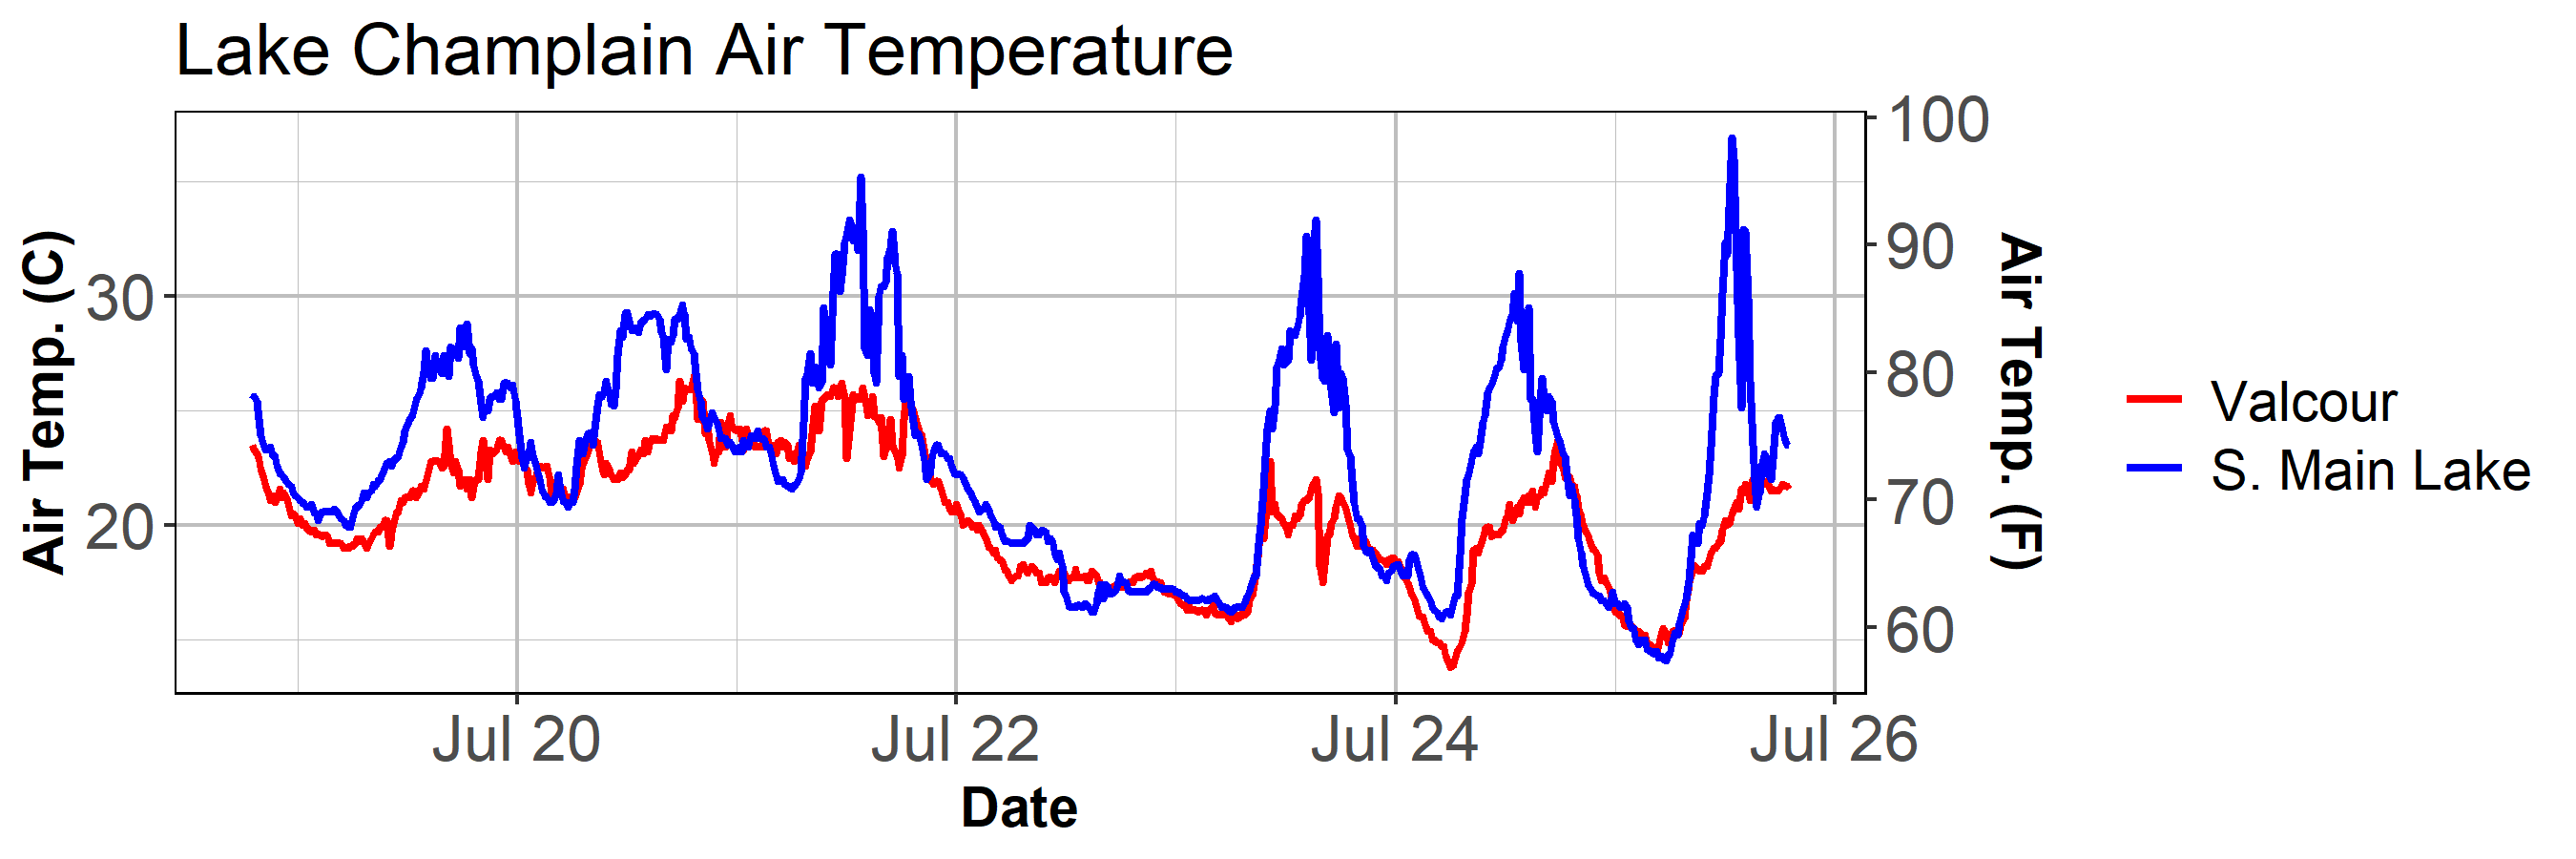 Lake Champlain Air Temperature
Air Temp. (C)
30
20
100
90
80
70
60
Air Temp. (F)
Jul 20
Jul 22
Jul 24
Jul 26
Date
Valcour
S. Main Lake